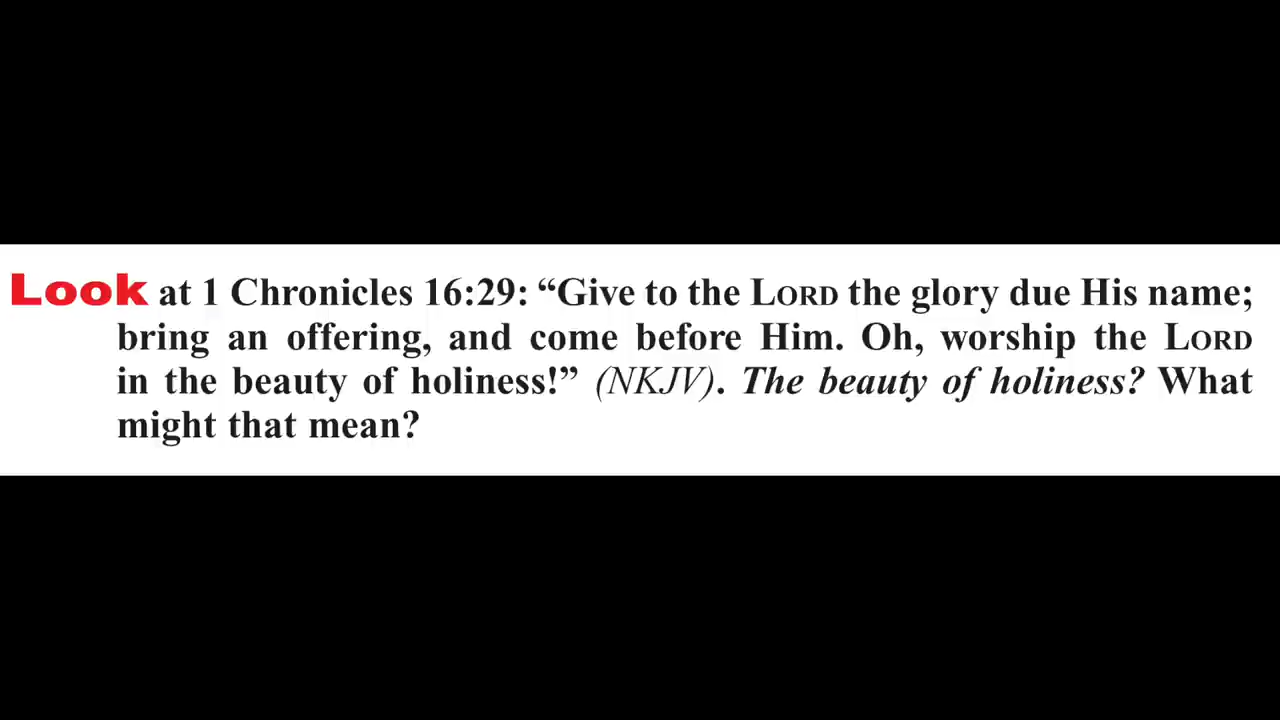 Look at 1 Chronicles 16:29: “Give to the LORD the glory due His name;
bring an offering, and come before Him. Oh, worship the LORD
in the beauty of holiness!” (NKJV). The beauty of holiness? What
might that mean?